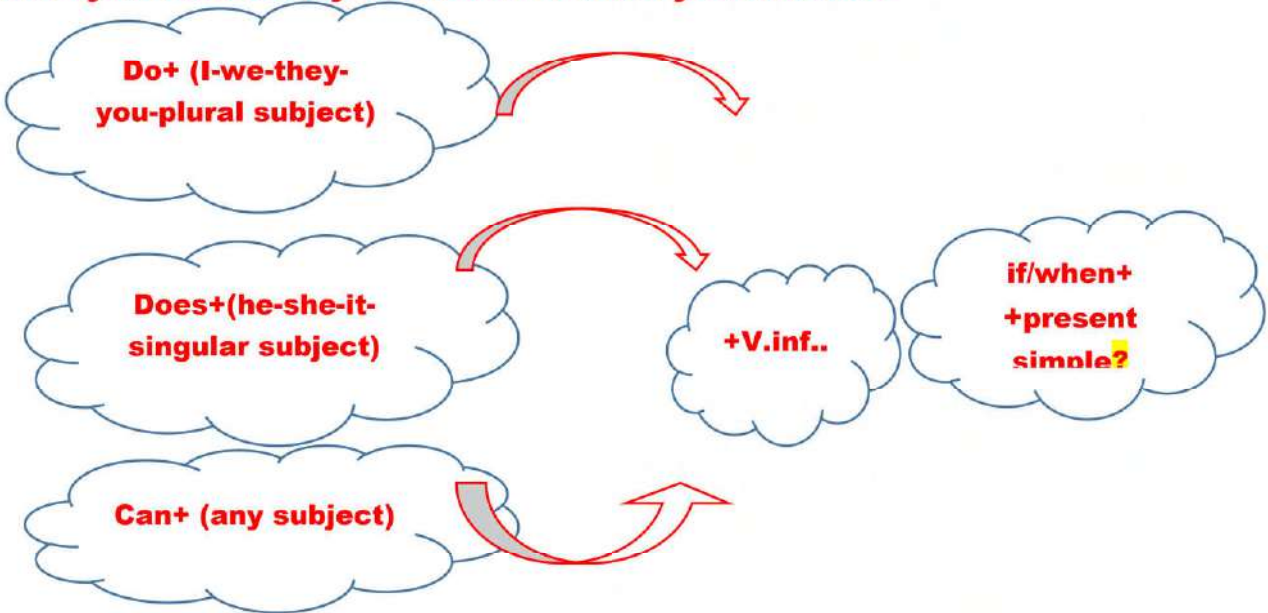 Do+ (I-we-they-
you-plural subject)
Does+(he-she-it-
singular subject)
+V.inf..
if/when+
+present
simple?
Can+ (any subject)